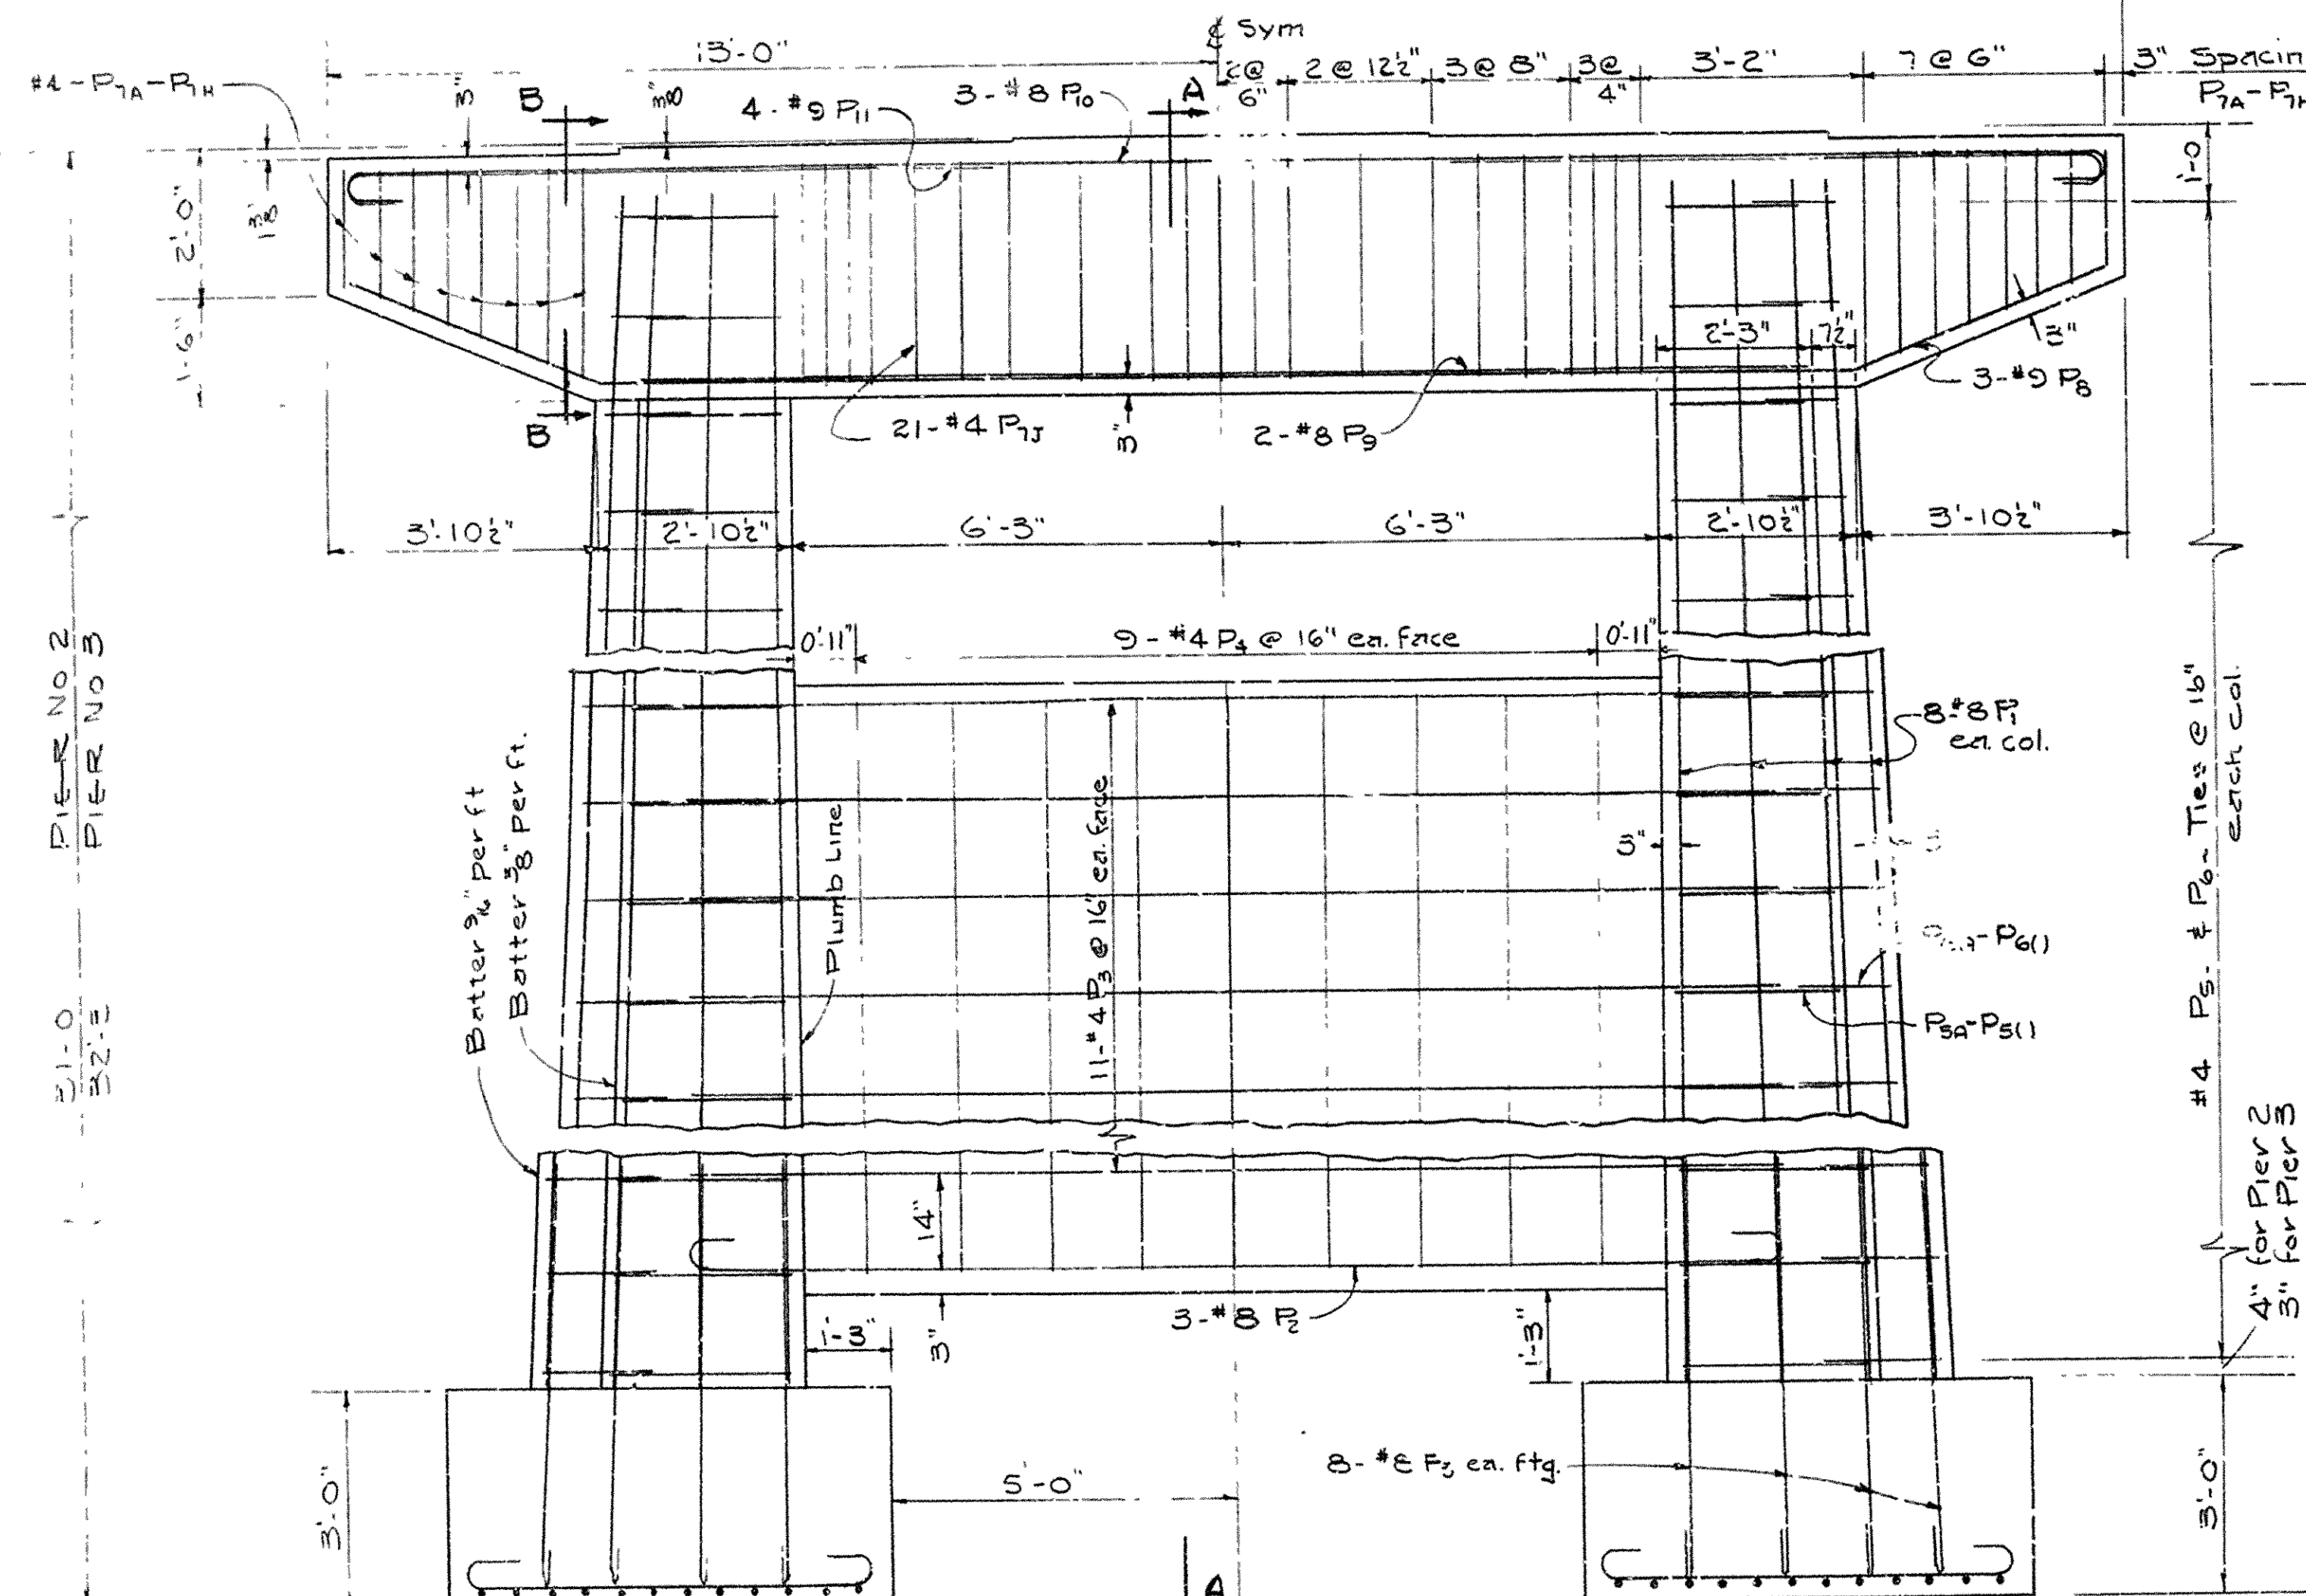 ₵ Sym
13'-0"
2 @
6"
2 @ 12½"
3 @ 8"
3 @
4"
3'-2"
7 @ 6"
3" Spacin
P7A-P7H
#4-P7A-P7H
3"
B
4-#9 P11
3-#8 P10
A
1'-0
2'-0"
1'-6"
2'-3"
7½"
3"
3-#9 P8
B
21-#4 P7J
3"
2-#8 P9
3'-10½"
2'-10½"
6'-3"
6'-3"
2'-10½"
3'-10½"
PIER NO 2
PIER NO 3
0'-11"
9-#4 P4 @ 16" ea. face
0'-11"
8-#8 P1
ea. col.
Batter 3/16" per ft
Batter 3/8" per ft.
Plumb Line
11-#4 P3 @ 16" ea. face
3"
P5A-P5()
#4 P5- & P6- Ties @ 16"
each col.
14"
3-#8 P2
1'-3"
3"
1'-3"
4" for Pier 2
3" for Pier 3
3'-0"
5'-0"
ea. ftg.
3'-0"
A